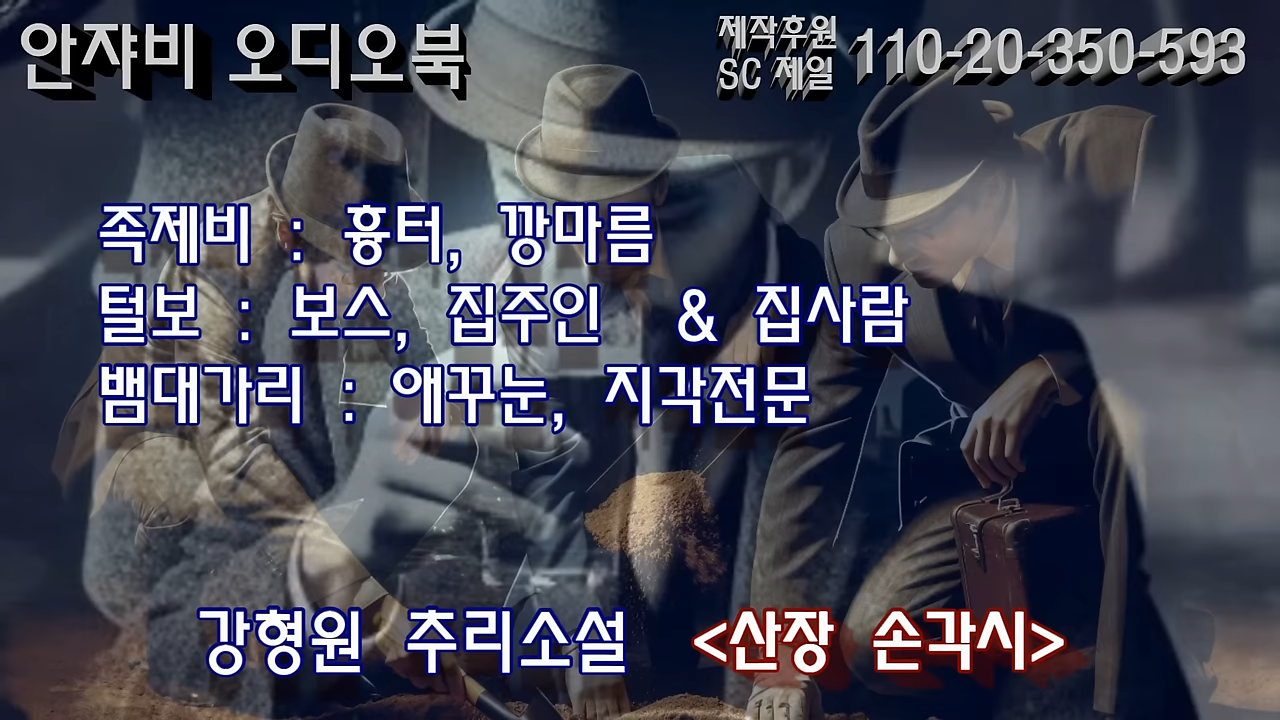 안쟈비 오디오북
제작후원
SC 제일
110-20-350-593
족제비 : 흉터, 깡마름
털보 : 보스, 집주인 & 집사람
뱀대가리 : 애꾸눈, 지각전문
강형원 추리소설 <산장 손각시>